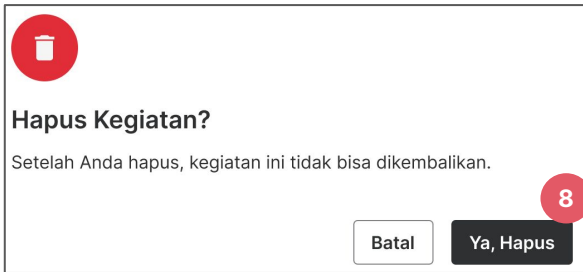 Hapus Kegiatan?
Setelah Anda hapus, kegiatan ini tidak bisa dikembalikan.
8
Batal
Ya, Hapus